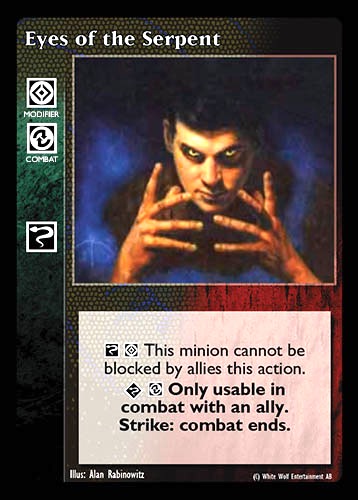 Eyes of the Serpent
MODIFIER
COMBAT
This minion cannot be
blocked by allies this action.
Only usable in
combat with an ally.
Strike: combat ends.
Illus: Alan Rabinowitz
(C) White Wolf Entertainment AB